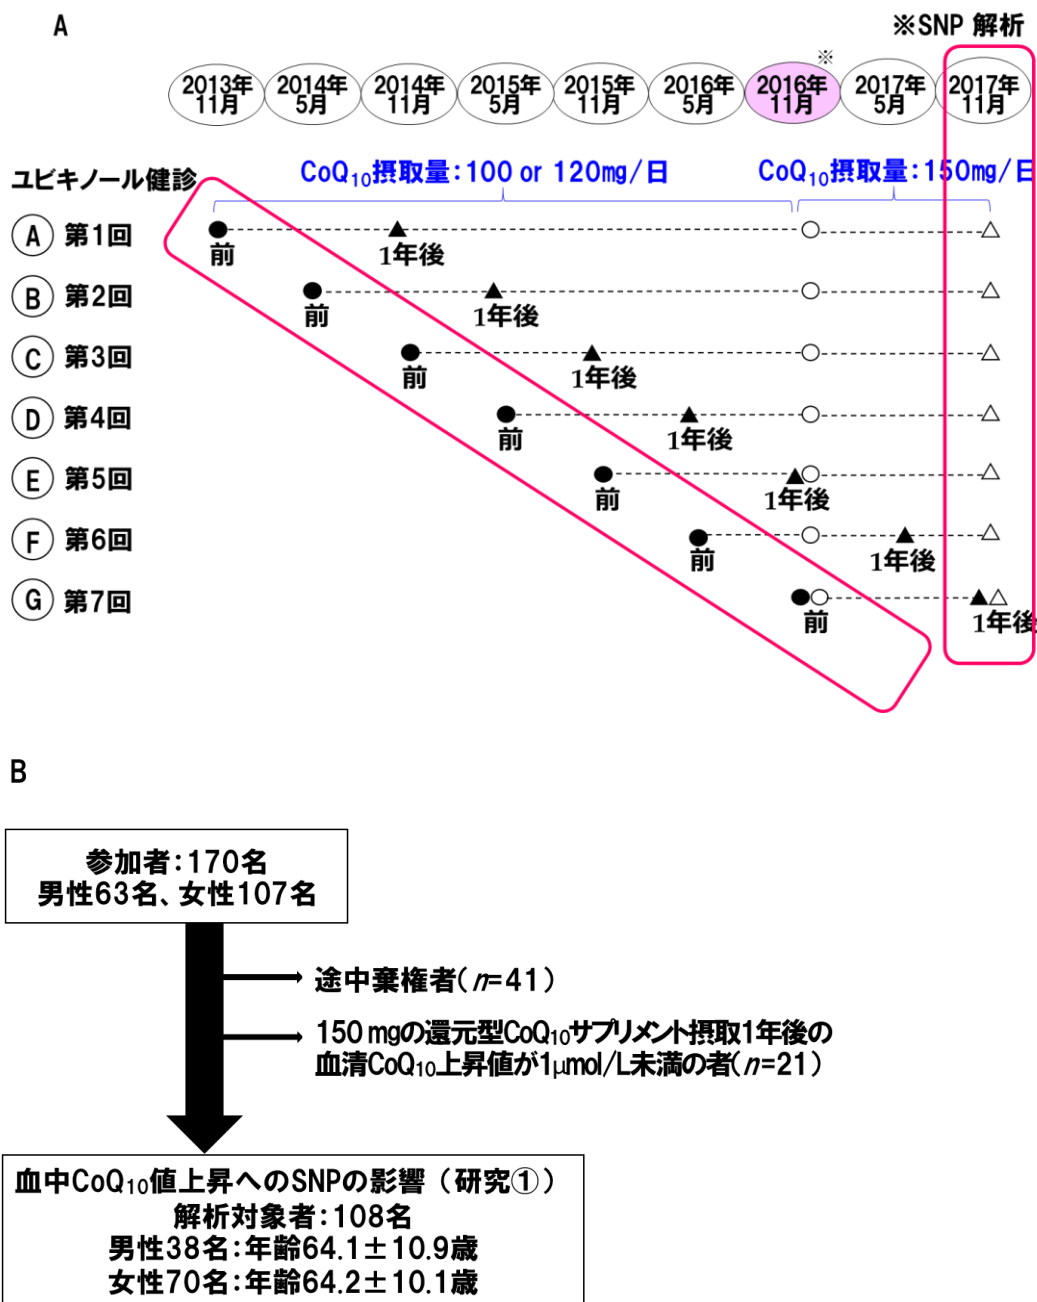 A
※SNP 解析
※
2013年
11月
2014年
5月
2014年
11月
2015年
5月
2015年
11月
2016年
5月
2016年
11月
2017年
5月
2017年
11月
ユビキノール健診
CoQ₁₀摂取量：100 or 120mg/日
CoQ₁₀摂取量：150mg/日
A 第1回
前
1年後
B 第2回
前
1年後
C 第3回
前
1年後
D 第4回
前
1年後
E 第5回
前
1年後
F 第6回
前
1年後
G 第7回
前
1年後
B
参加者：170名
男性63名、女性107名
途中棄権者(n=41)
150 mgの還元型CoQ₁₀サプリメント摂取1年後の
血清CoQ₁₀上昇値が1μmol/L未満の者(n=21)
血中CoQ₁₀値上昇へのSNPの影響（研究①）
解析対象者：108名
男性38名：年齢64.1±10.9歳
女性70名：年齢64.2±10.1歳